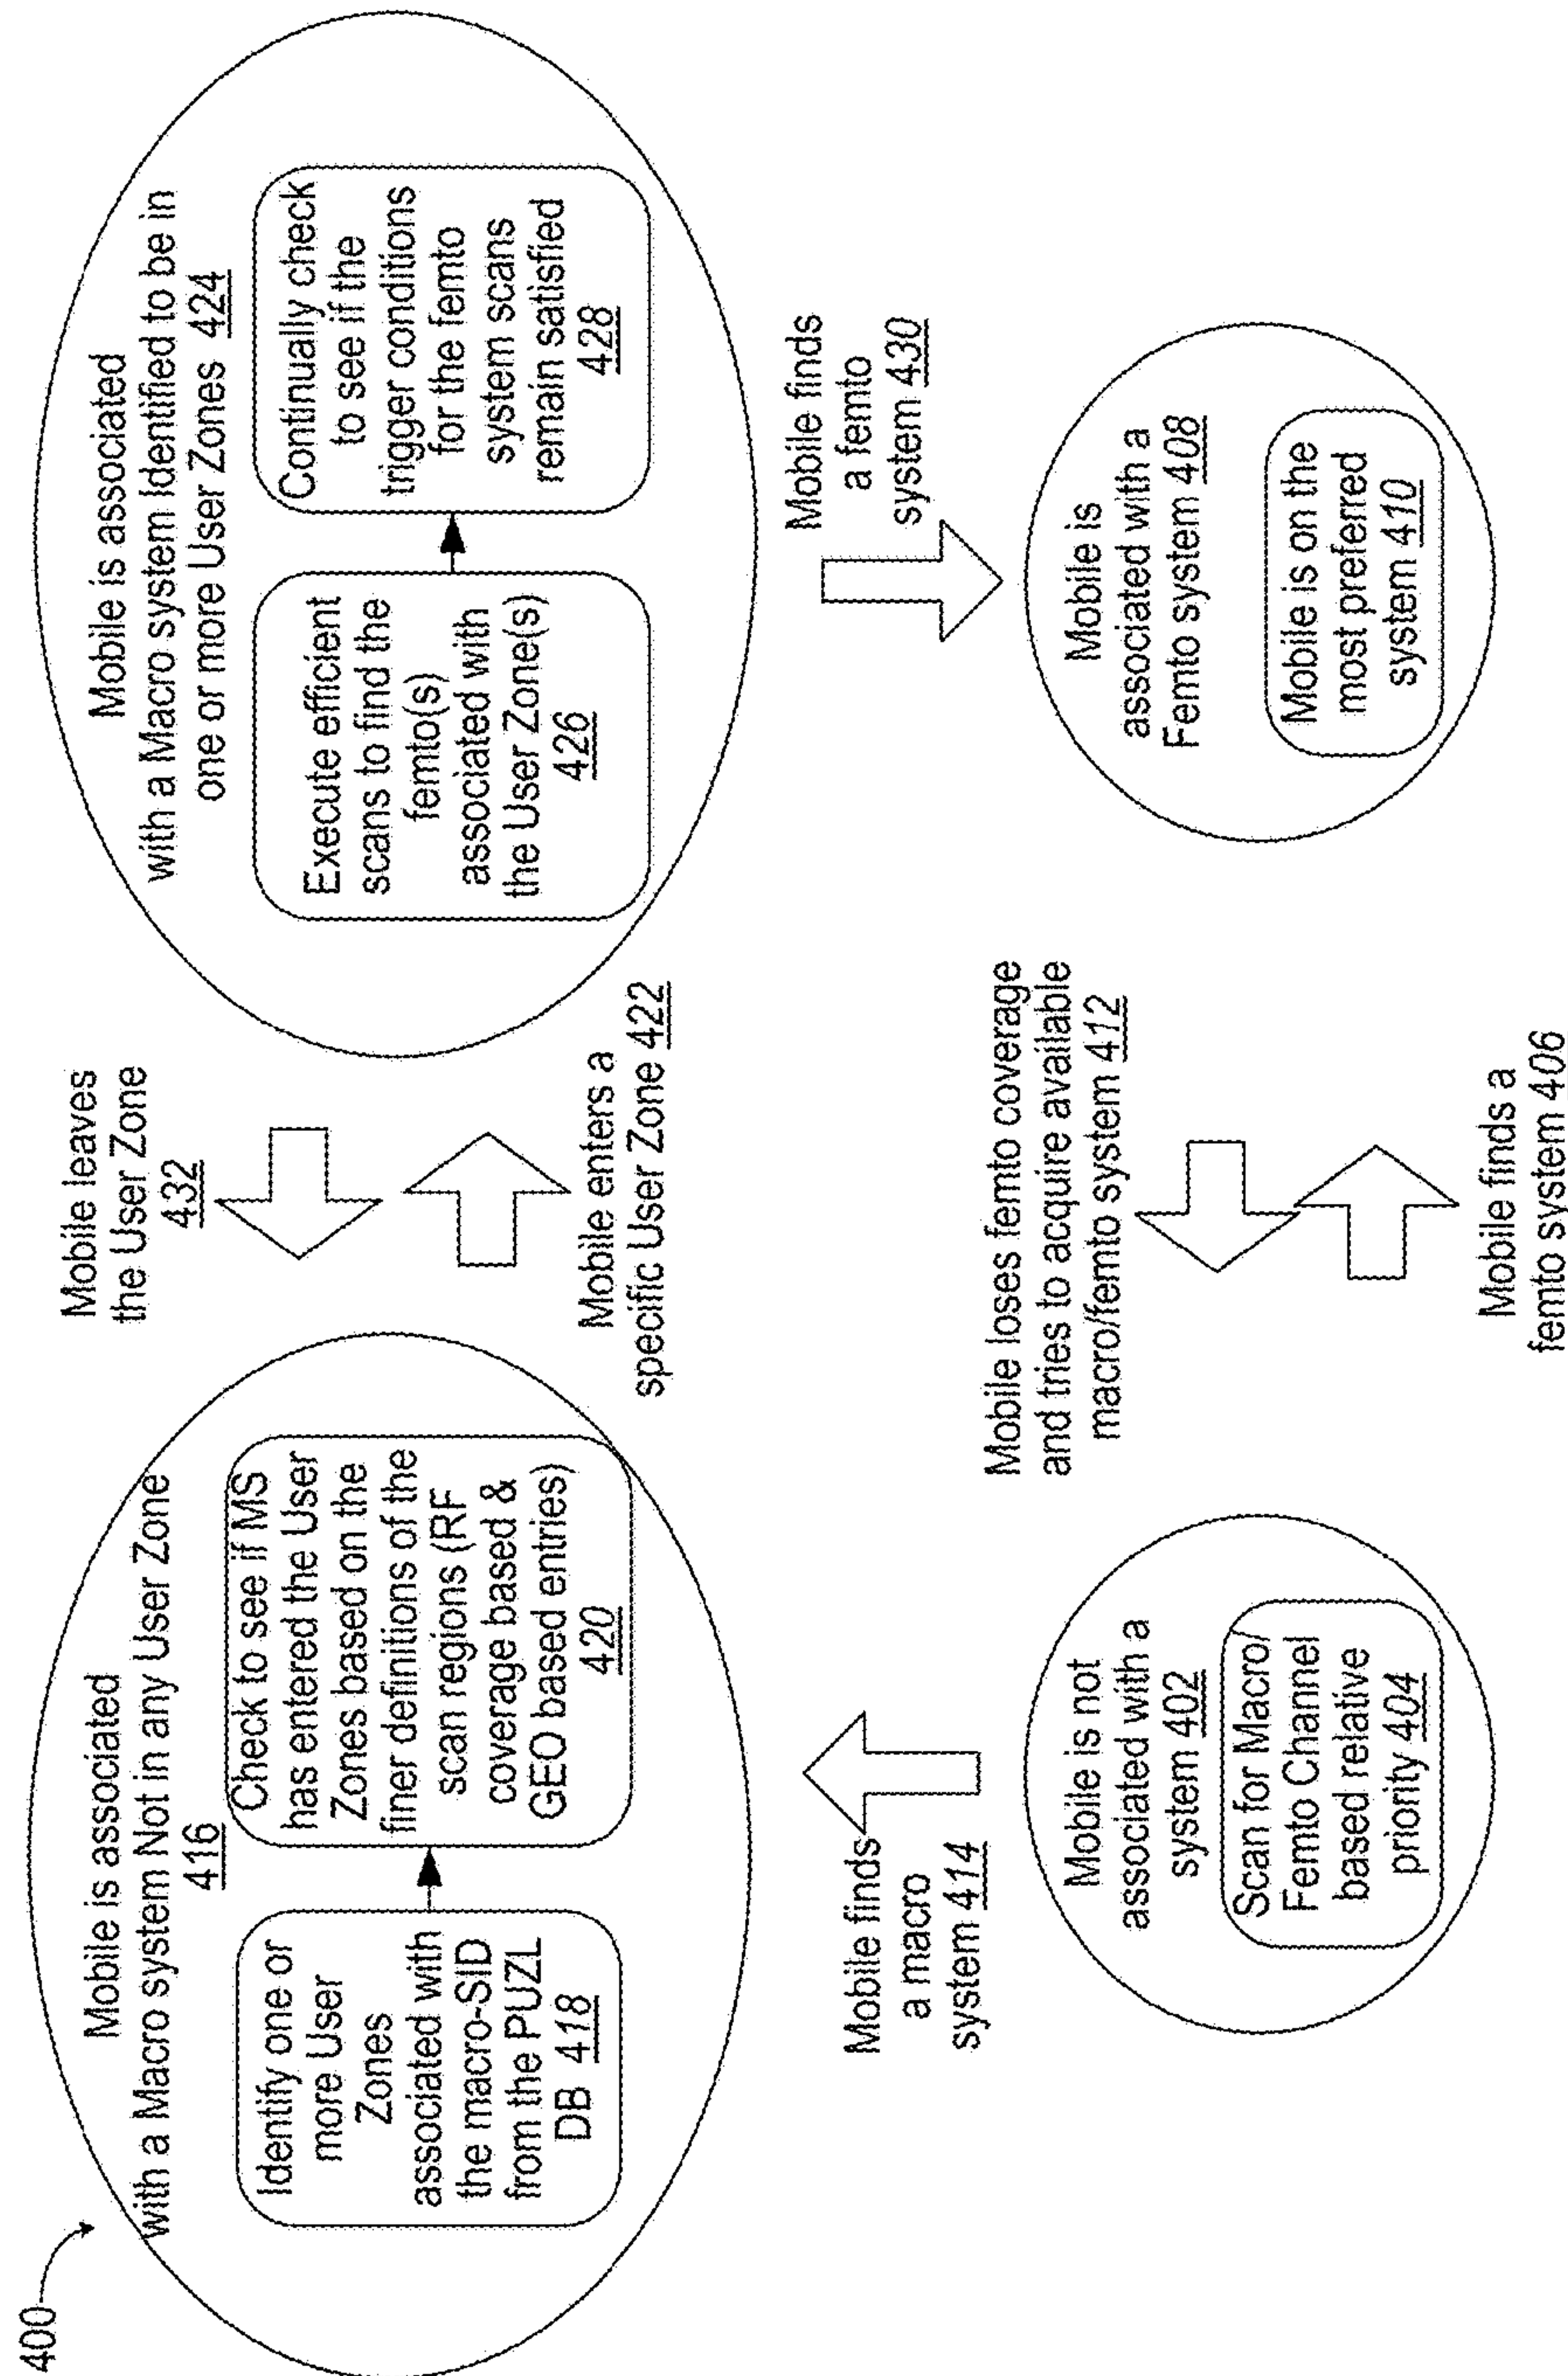 400
Mobile is associated
with a Macro system Not in any User Zone
416
Identify one or
more User
Zones
associated with
the macro-SID
from the PUZL
DB 418
Check to see if MS
has entered the User
Zones based on the
finer definitions of the
scan regions (RF
coverage based &
GEO based entries)
420
Mobile leaves
the User Zone
432
Mobile enters a
specific User Zone 422
Mobile is associated
with a Macro system Identified to be in
one or more User Zones 424
Execute efficient
scans to find the
femto(s)
associated with
the User Zone(s)
426
Continually check
to see if the
trigger conditions
for the femto
system scans
remain satisfied
428
Mobile finds
a macro
system 414
Mobile finds
a femto
system 430
Mobile is not
associated with a
system 402
Scan for Macro/
Femto Channel
based relative
priority 404
Mobile loses femto coverage
and tries to acquire available
macro/femto system 412
Mobile finds a
femto system 406
Mobile is
associated with a
Femto system 408
Mobile is on the
most preferred
system 410